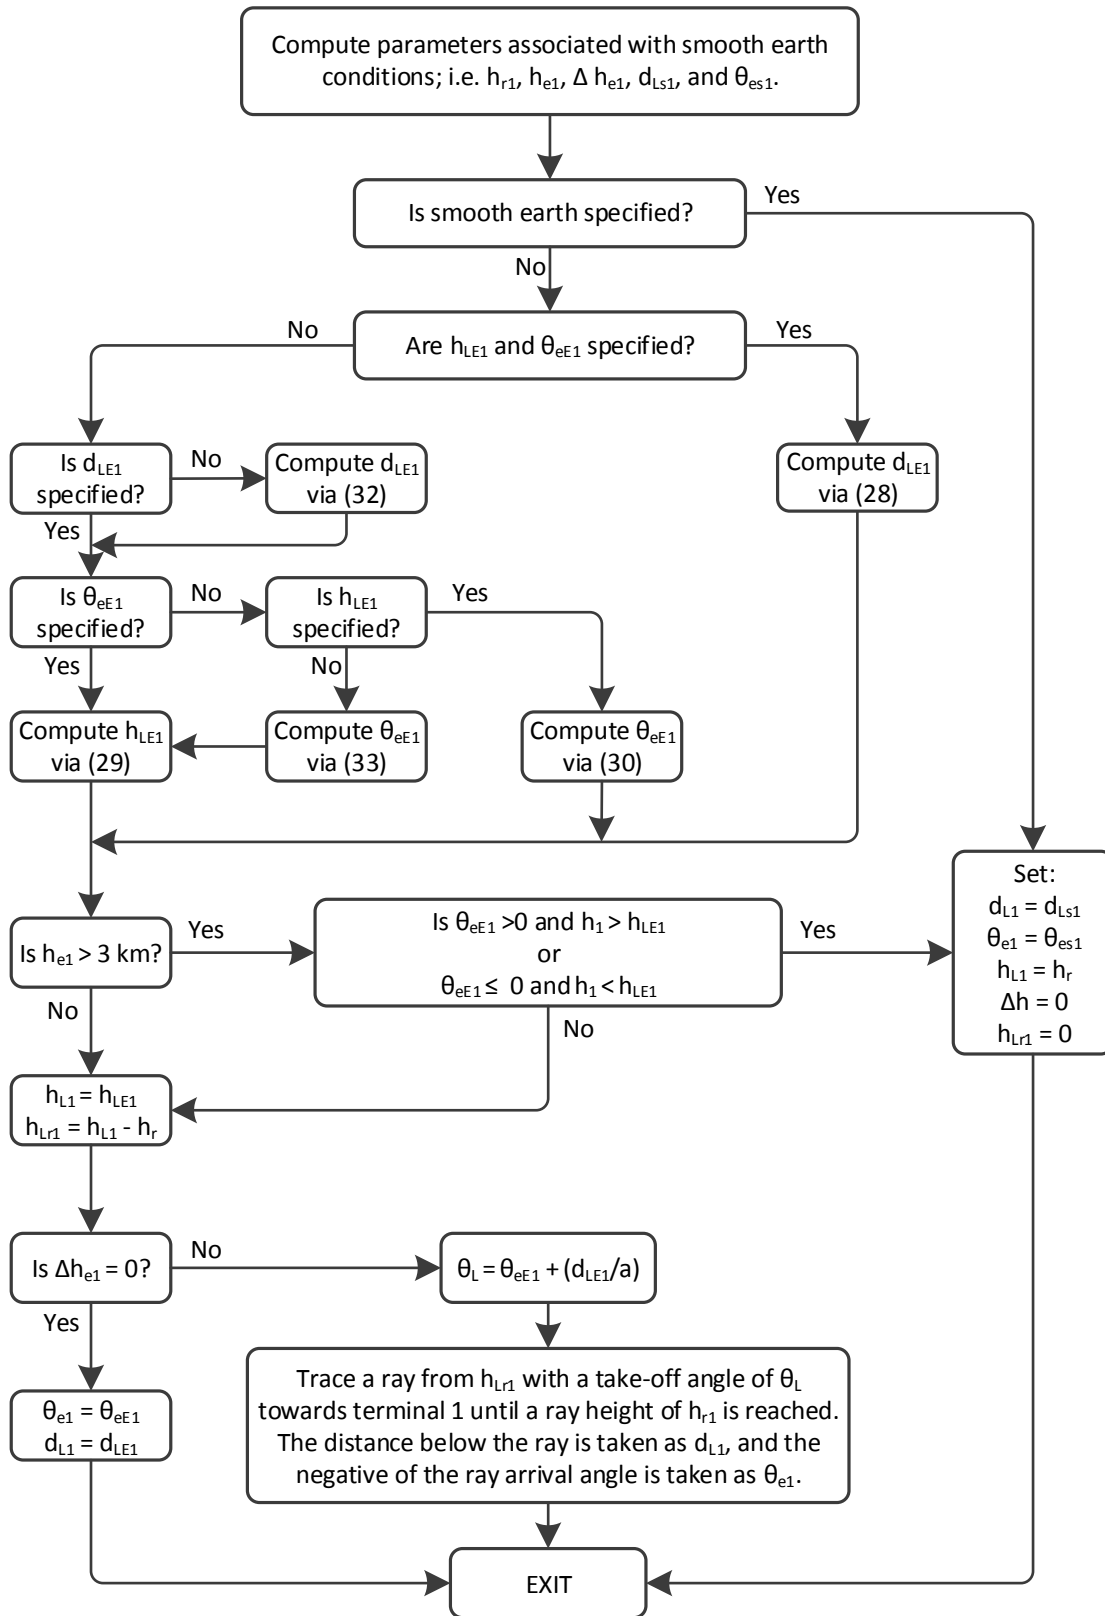 Compute parameters associated with smooth earth
conditions; i.e. hr1, he1, Δ he1, dLs1, and θes1.
Is smooth earth specified?
Yes
No
Are hLE1 and θeE1 specified?
No
Yes
Is dLE1
specified?
No
Compute dLE1
via (32)
Compute dLE1
via (28)
Yes
Is θeE1
specified?
No
Is hLE1
specified?
Yes
Yes
No
Compute hLE1
via (29)
Compute θeE1
via (33)
Compute θeE1
via (30)
Is he1 > 3 km?
Yes
Is θeE1 >0 and h1 > hLE1
or
θeE1 ≤ 0 and h1 < hLE1
Yes
Set:
dL1 = dLs1
θe1 = θes1
hL1 = hr
Δh = 0
hLr1 = 0
No
No
hL1 = hLE1
hLr1 = hL1 - hr
Is Δhe1 = 0?
No
θL = θeE1 + (dLE1/a)
Yes
θe1 = θeE1
dL1 = dLE1
Trace a ray from hLr1 with a take-off angle of θL
towards terminal 1 until a ray height of hr1 is reached.
The distance below the ray is taken as dL1, and the
negative of the ray arrival angle is taken as θe1.
EXIT